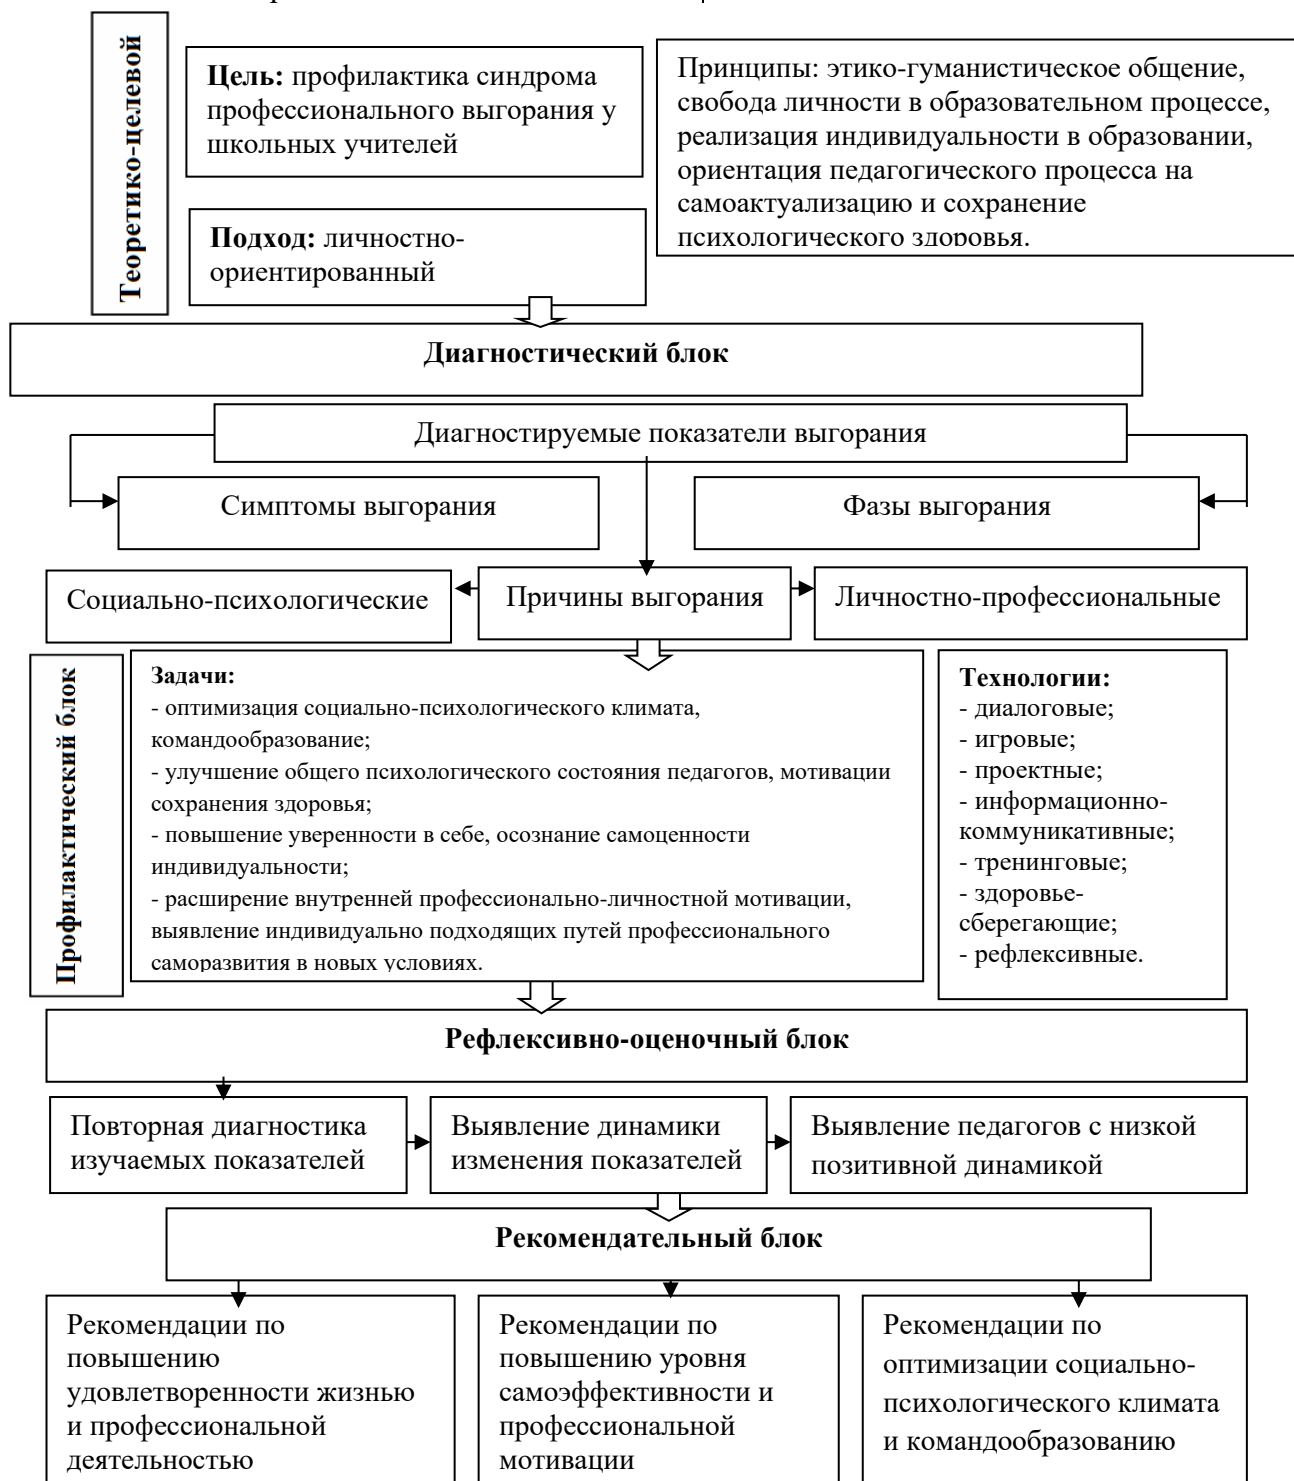 Теоретико-целевой
Цель: профилактика синдрома
профессионального выгорания у
школьных учителей
Принципы: этико-гуманистическое общение,
свобода личности в образовательном процессе,
реализация индивидуальности в образовании,
ориентация педагогического процесса на
самоактуализацию и сохранение
психологического здоровья.
Подход: личностно-
ориентированный
Диагностический блок
Диагностируемые показатели выгорания
Симптомы выгорания
Фазы выгорания
Социально-психологические
Причины выгорания
Личностно-профессиональные
Профилактический блок
Задачи:
- оптимизация социально-психологического климата,
командообразование;
- улучшение общего психологического состояния педагогов, мотивации
сохранения здоровья;
- повышение уверенности в себе, осознание самоценности
индивидуальности;
- расширение внутренней профессионально-личностной мотивации,
выявление индивидуально подходящих путей профессионального
саморазвития в новых условиях.
Технологии:
- диалоговые;
- игровые;
- проектные;
- информационно-
коммуникативные;
- тренинговые;
- здоровье-
сберегающие;
- рефлексивные.
Рефлексивно-оценочный блок
Повторная диагностика
изучаемых показателей
Выявление динамики
изменения показателей
Выявление педагогов с низкой
позитивной динамикой
Рекомендательный блок
Рекомендации по
повышению
удовлетворенности жизнью
и профессиональной
деятельностью
Рекомендации по
повышению уровня
самоэффективности и
профессиональной
мотивации
Рекомендации по
оптимизации социально-
психологического климата
и командообразованию